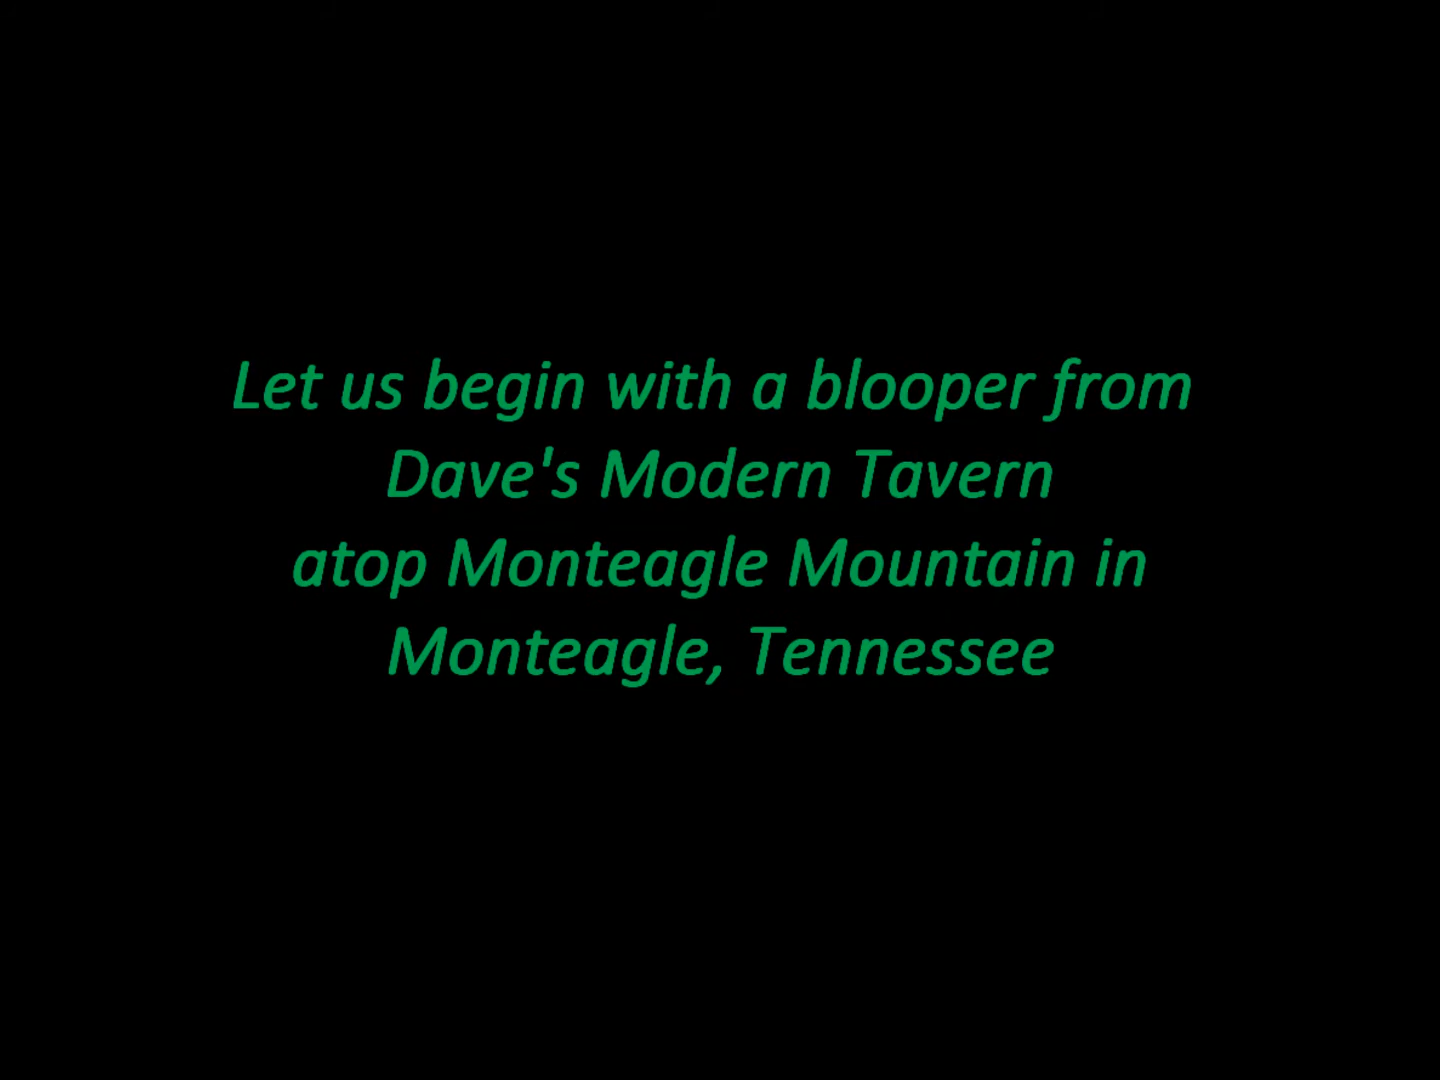 Let us begin with a blooper from
Dave's Modern Tavern
atop Monteagle Mountain in
Monteagle, Tennessee